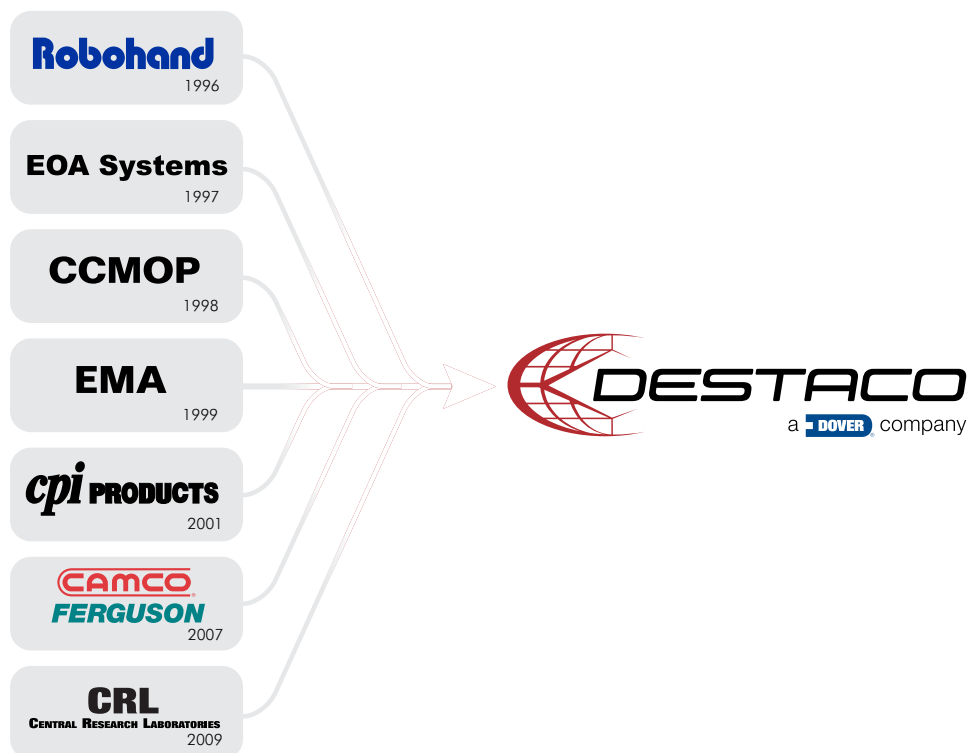 Robohand
1996
EOA Systems
1997
CCMOP
1998
EMA
1999
cpi PRODUCTS
2001
CAMCO®
FERGUSON
2007
CRL
CENTRAL RESEARCH LABORATORIES
2009
DESTACO
a DOVER® company